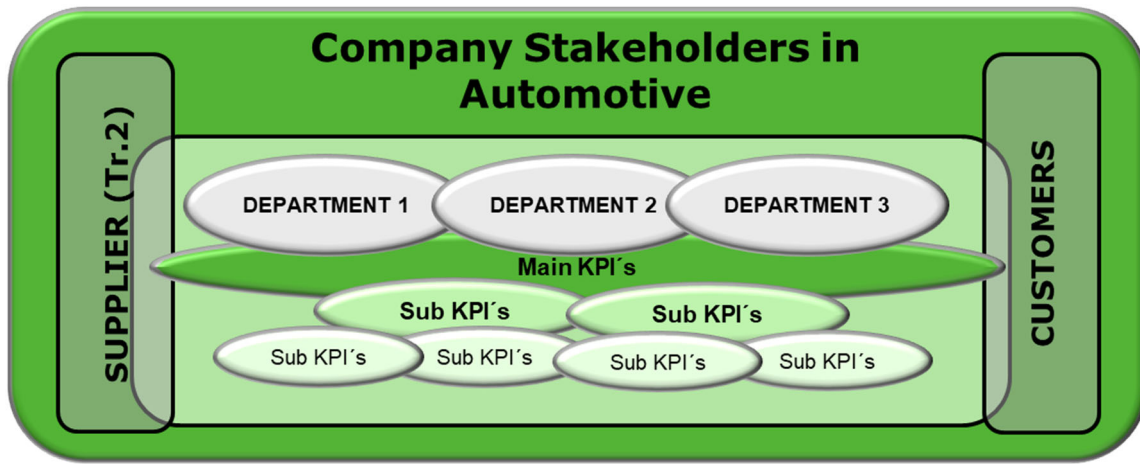 Company Stakeholders in
Automotive
SUPPLIER (Tr.2)
DEPARTMENT 1
DEPARTMENT 2
DEPARTMENT 3
Main KPI´s
Sub KPI´s
Sub KPI´s
Sub KPI´s
Sub KPI´s
Sub KPI´s
Sub KPI´s
CUSTOMERS